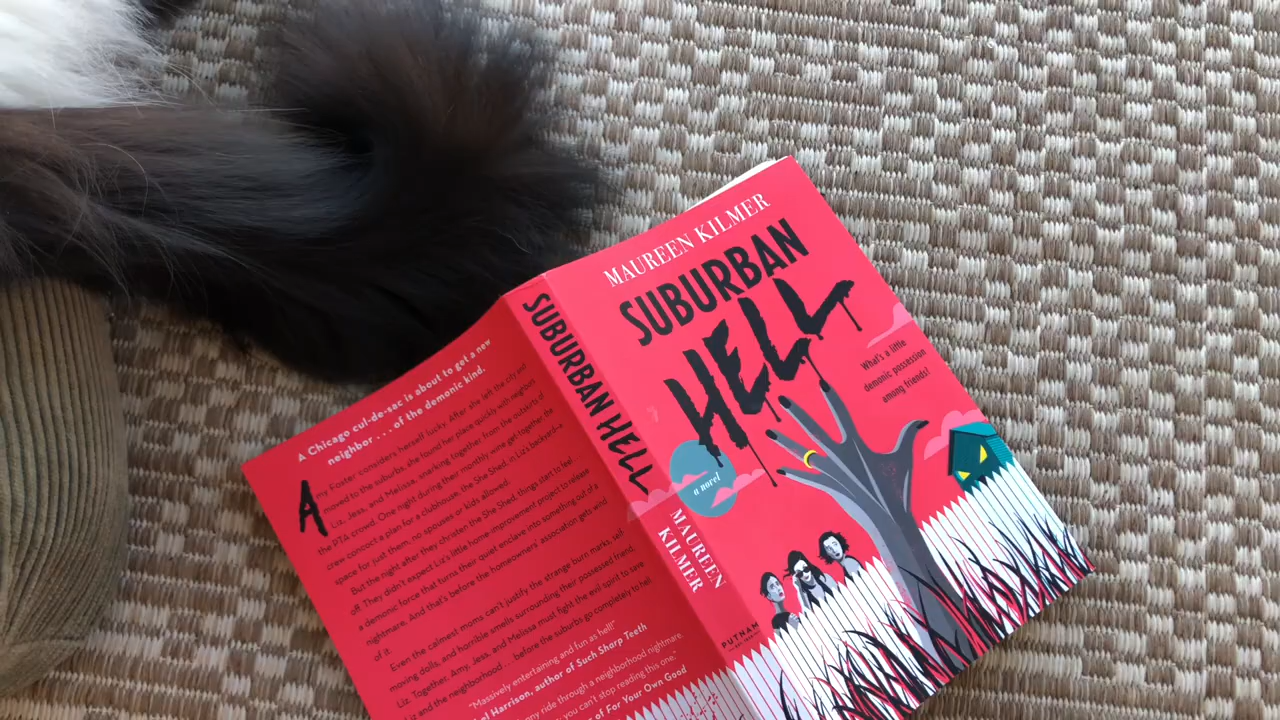 MAUREEN KILMER
SUBURBAN
HELL
What's a little
demonic possession
among friends?
a novel
SUBURBAN HELL
MAUREEN
KILMER
PUTNAM
A Chicago cul-de-sac is about to get a new
neighbor . . . of the demonic kind.
Amy Foster considers herself lucky. After she left the city and
moved to the suburbs, she found her place quickly with neighbors
Liz, Jess, and Melissa, snarking together from the outskirts of
the PTA crowd. One night during their monthly wine get-together, the
crew concoct a plan for a clubhouse, the She Shed, in Liz's backyard–a
space for just them, no spouses or kids allowed.
But the night after they christen the She Shed, things start to feel . . .
off. They didn't expect Liz's little home-improvement project to release
a demonic force that turns their quiet enclave into something out of a
nightmare. And that's before the homeowners' association gets wind
of it.
Even the calmest moms can't justify the strange burn marks, self-
moving dolls, and horrible smells surrounding their possessed friend,
Liz. Together, Amy, Jess, and Melissa must fight the evil spirit to save
Liz and the neighborhood . . . before the suburbs go completely to hell.
"Massively entertaining and fun as hell!"
Harrison, author of Such Sharp Teeth
ride through a neighborhood nightmare.
you can't stop reading this one."
of For Your Own Good